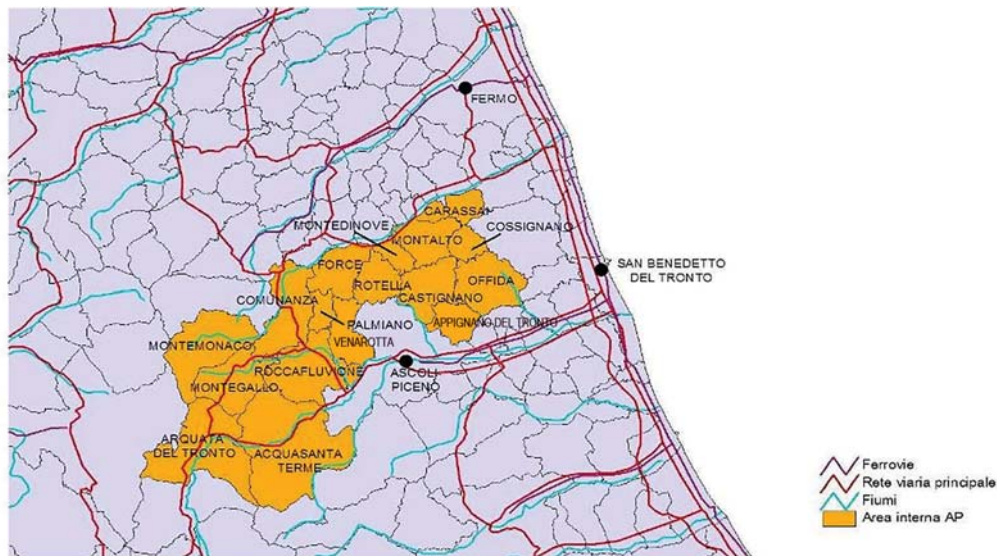 FERMO
CARASSAI
MONTEDINOVE
COSSIGNANO
MONTALTO
SAN BENEDETTO
DEL TRONTO
FORCE
ROTELLA
OFFIDA
COMUNANZA
CASTIGNANO
PALMIANO
APPIGNANO DEL TRONTO
MONTEMONACO
VENAROTTA
ROCCAFLUVIONE
ASCOLI
PICENO
MONTEGALLO
ARQUATA
DEL TRONTO
ACQUASANTA
TERME
Ferrovie
Rete viaria principale
Fiumi
Area interna AP